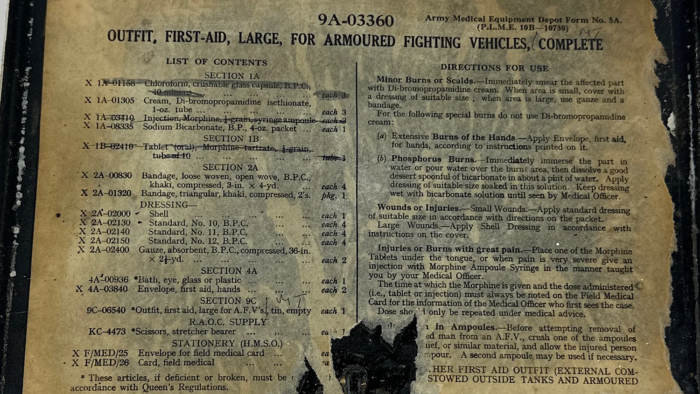 9A-03360
Army Medical Equipment Depot Form No. 5A.
(P.L.M.E. 10B—10736)
OUTFIT, FIRST-AID, LARGE, FOR ARMOURED FIGHTING VEHICLES, COMPLETE
LIST OF CONTENTS
SECTION 1A
X 1A-01158 Chloroform, crushable glass capsule, B.P.C. each
X 1A-01305 Cream, Di-bromopropamidine isethionate,
1-oz. tube ... each 3
X 1A-03410 Injection, Morphine, ½-grain, syringe ampoule each 2
X 1A-08335 Sodium Bicarbonate, B.P., 4-oz. packet ... each 1
SECTION 1B
X 1B-02410 Tablet (oral), Morphine tartrate, ¼-grain,
tube of 10 ... tube 1
SECTION 2A
X 2A-00830 Bandage, loose woven, open wove, B.P.C.,
khaki, compressed, 3-in. × 4-yd. ... each 4
X 2A-01320 Bandage, triangular, khaki, compressed, 2's. pkg. 1
DRESSING—
X 2A-02000 Shell ... each 1
X 2A-02130 Standard, No. 10, B.P.C. ... each 4
X 2A-02140 Standard, No. 11, B.P.C. ... each 4
X 2A-02150 Standard, No. 12, B.P.C. ... each 4
X 2A-02400 Gauze, absorbent, B.P.C., compressed, 36-in.
× 2½-yd. ... each 2
SECTION 4A
4A-00936 *Bath, eye, glass or plastic ... each 1
X 4A-03840 Envelope, first aid, hands ... each 2
SECTION 9C
9C-06540 *Outfit, first aid, large for A.F.V's., tin, empty each 1
R.A.O.C. SUPPLY
KC-4473 *Scissors, stretcher bearer ... each 1
STATIONERY (H.M.S.O.)
X F/MED/25 Envelope for field medical card
X F/MED/26 Card, field medical ...
* These articles, if deficient or broken, must be
accordance with Queen's Regulations.
DIRECTIONS FOR USE
Minor Burns or Scalds.—Immediately smear the affected part
with Di-bromopropamidine cream. When area is small, cover with
a dressing of suitable size; when area is large, use gauze and a
bandage.
For the following special burns do not use Di-bromopropamidine
cream:
(a) Extensive Burns of the Hands—Apply Envelope, first aid,
for hands, according to instructions printed on it.
(b) Phosphorus Burns.—Immediately immerse the part in
water or pour water over the burnt area, then dissolve a good
desert spoonful of bicarbonate in about a pint of water. Apply
dressing of suitable size soaked in this solution. Keep dressing
wet with bicarbonate solution until seen by Medical Officer
Wounds or Injuries.—Small Wounds.—Apply standard dressing
of suitable size in accordance with directions on the packet.
Large Wounds.—Apply Shell Dressing in accordance with
instructions on the cover.
Injuries or Burns with great pain.—Place one of the Morphine
Tablets under the tongue, or when pain is very severe give an
injection with Morphine Ampoule Syringe in the manner taught
you by your Medical Officer.
The time at which the Morphine is given and the dose administered
(i.e., tablet or injection) must always be noted on the Field Medical
Card for the information of the Medical Officer who first sees the case.
Dose should only be repeated under medical advice.
In Ampoules.—Before attempting removal of
ed man from an A.F.V., crush one of the ampoules
ief, or similar material, and allow the injured person
apour. A second ampoule may be used if necessary.
HER FIRST AID OUTFIT (EXTERNAL COM-
STOWED OUTSIDE TANKS AND ARMOURED